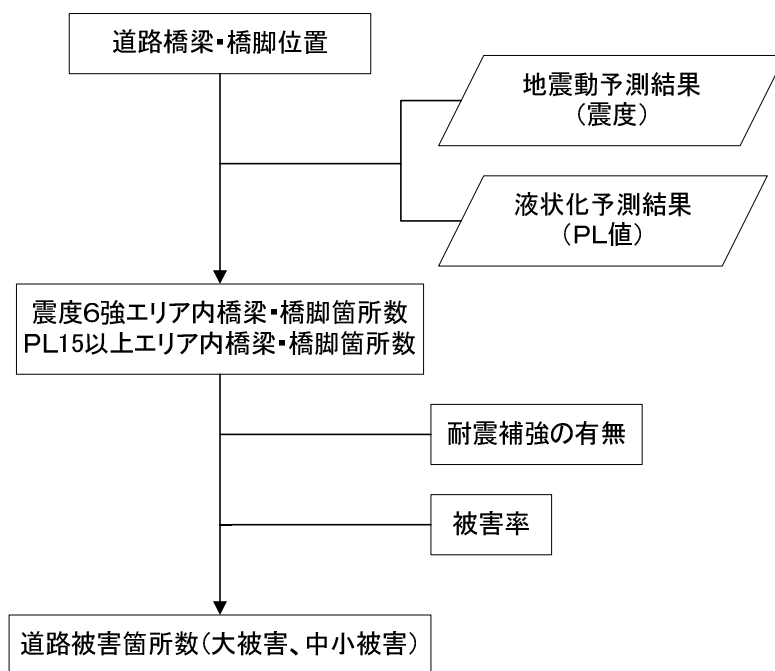 道路橋梁・橋脚位置
地震動予測結果
(震度)
液状化予測結果
(PL値)
震度6強エリア内橋梁・橋脚箇所数
PL15以上エリア内橋梁・橋脚箇所数
耐震補強の有無
被害率
道路被害箇所数(大被害、中小被害)